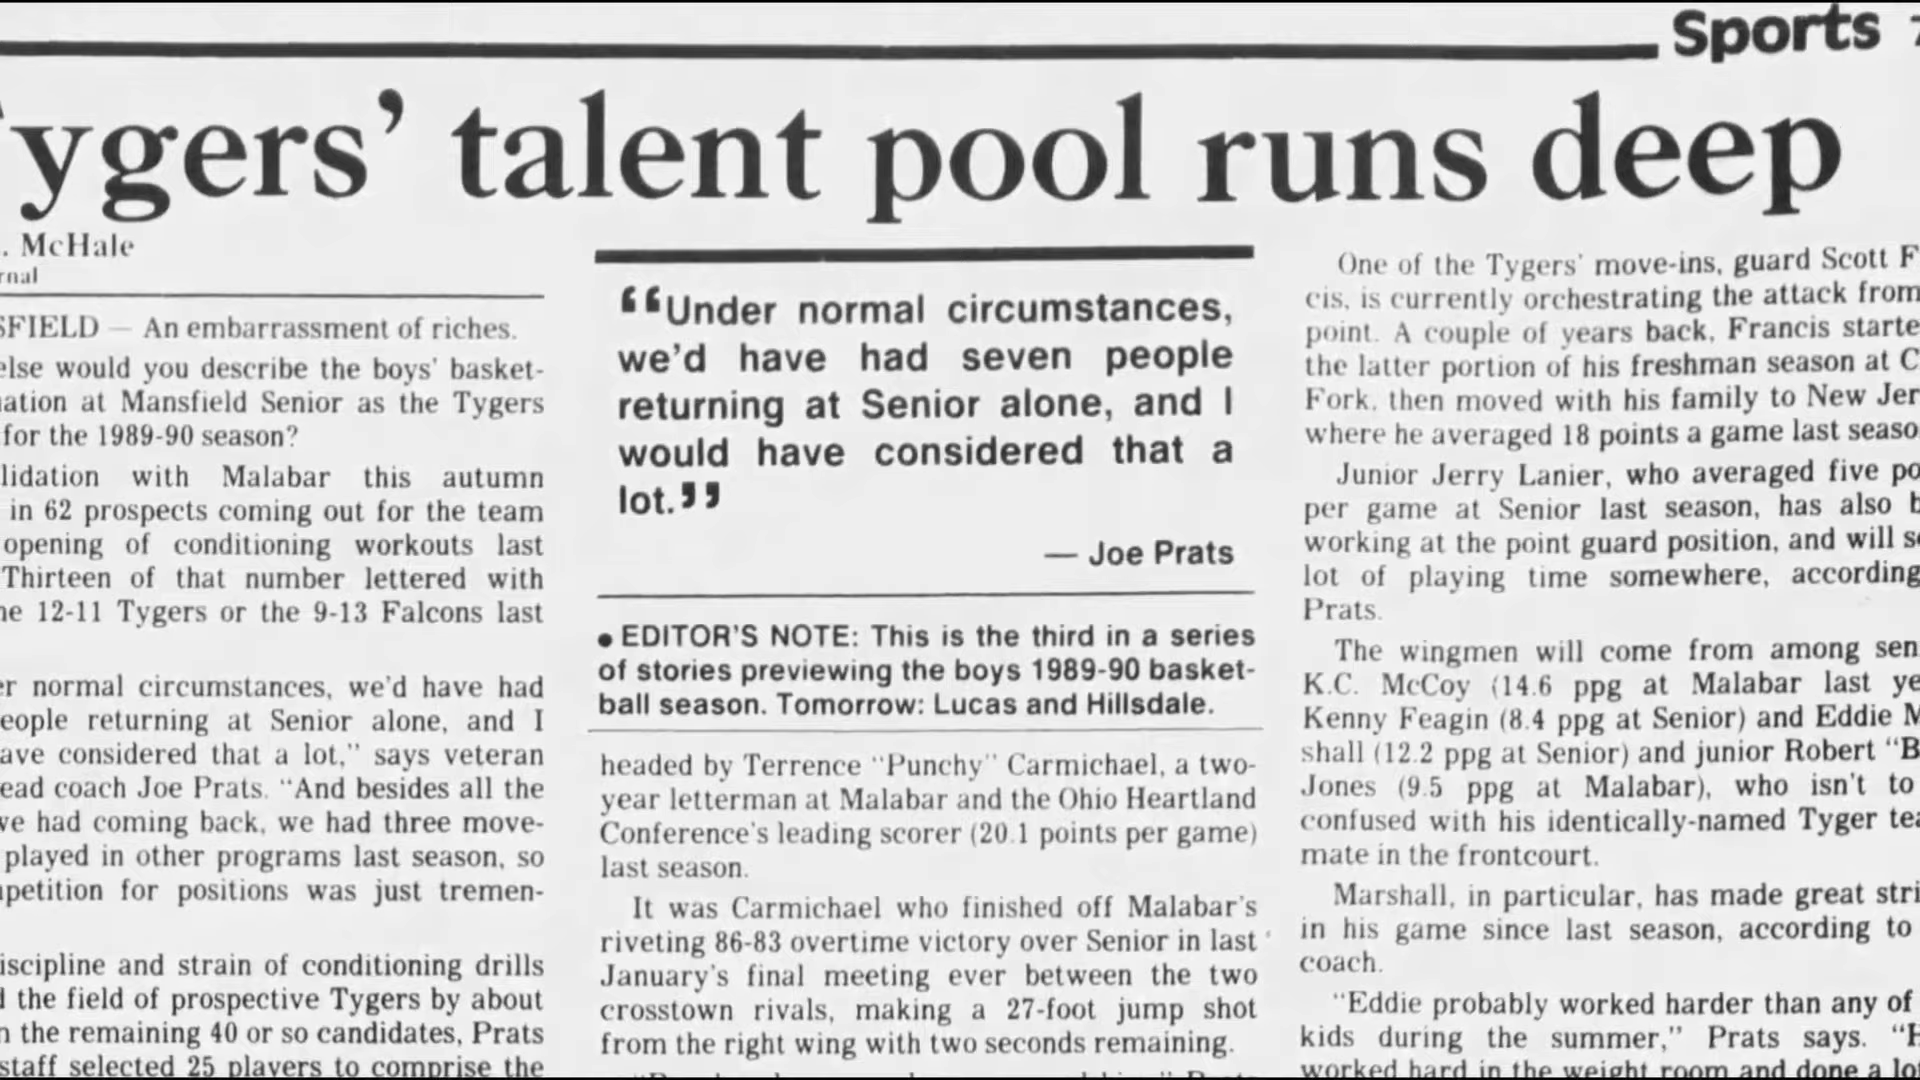 Sports
ygers’ talent pool runs deep
. McHale
rnal
SFIELD — An embarrassment of riches.
else would you describe the boys' basket-
ation at Mansfield Senior as the Tygers
for the 1989-90 season?
lidation with Malabar this autumn
in 62 prospects coming out for the team
opening of conditioning workouts last
Thirteen of that number lettered with
he 12-11 Tygers or the 9-13 Falcons last
er normal circumstances, we'd have had
eople returning at Senior alone, and I
ave considered that a lot,” says veteran
ead coach Joe Prats. “And besides all the
ve had coming back, we had three move-
played in other programs last season, so
petition for positions was just tremen-
iscipline and strain of conditioning drills
d the field of prospective Tygers by about
n the remaining 40 or so candidates, Prats
staff selected 25 players to comprise the
“Under normal circumstances,
we’d have had seven people
returning at Senior alone, and I
would have considered that a
lot.”
— Joe Prats
• EDITOR'S NOTE: This is the third in a series
of stories previewing the boys 1989-90 basket-
ball season. Tomorrow: Lucas and Hillsdale.
headed by Terrence “Punchy” Carmichael, a two-
year letterman at Malabar and the Ohio Heartland
Conference's leading scorer (20.1 points per game)
last season.
It was Carmichael who finished off Malabar's
riveting 86-83 overtime victory over Senior in last
January's final meeting ever between the two
crosstown rivals, making a 27-foot jump shot
from the right wing with two seconds remaining.
One of the Tygers' move-ins, guard Scott F
cis, is currently orchestrating the attack from
point. A couple of years back, Francis starte
the latter portion of his freshman season at C
Fork, then moved with his family to New Jer
where he averaged 18 points a game last seaso
Junior Jerry Lanier, who averaged five po
per game at Senior last season, has also b
working at the point guard position, and will s
lot of playing time somewhere, according
Prats.
The wingmen will come from among sen
K.C. McCoy (14.6 ppg at Malabar last ye
Kenny Feagin (8.4 ppg at Senior) and Eddie M
shall (12.2 ppg at Senior) and junior Robert “B
Jones (9.5 ppg at Malabar), who isn't to
confused with his identically-named Tyger tea
mate in the frontcourt.
Marshall, in particular, has made great stri
in his game since last season, according to
coach.
“Eddie probably worked harder than any of
kids during the summer,” Prats says. “H
worked hard in the weight room and done a lo